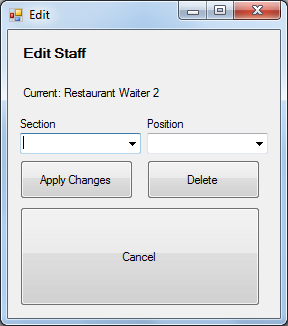 Edit
Edit Staff
Current: Restaurant Waiter 2
Section Position
Apply Changes Delete
Cancel